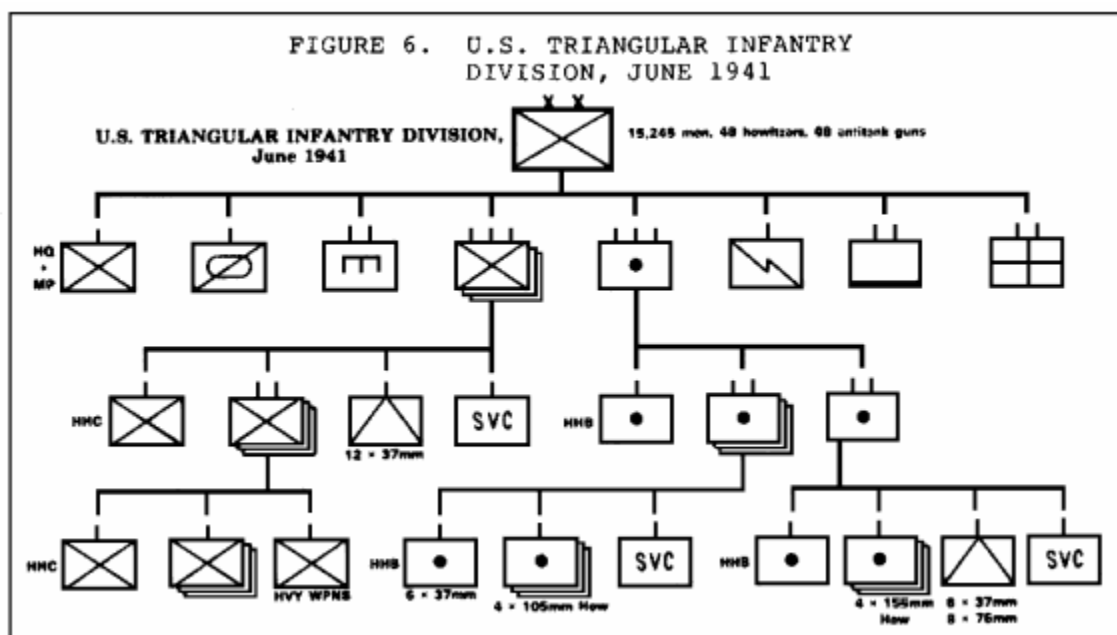 FIGURE 6. U.S. TRIANGULAR INFANTRY
DIVISION, JUNE 1941
X X
U.S. TRIANGULAR INFANTRY DIVISION,
June 1941
15,245 men, 48 howitzers, antitank guns
HQ
+
MP
HHC
12 × 37mm
SVC
HHB
HHC
HVY WPNS
HHB
6 × 37mm
4 × 105mm How
SVC
HHB
4 × 155mm
How
37mm
8 × 75mm
SVC